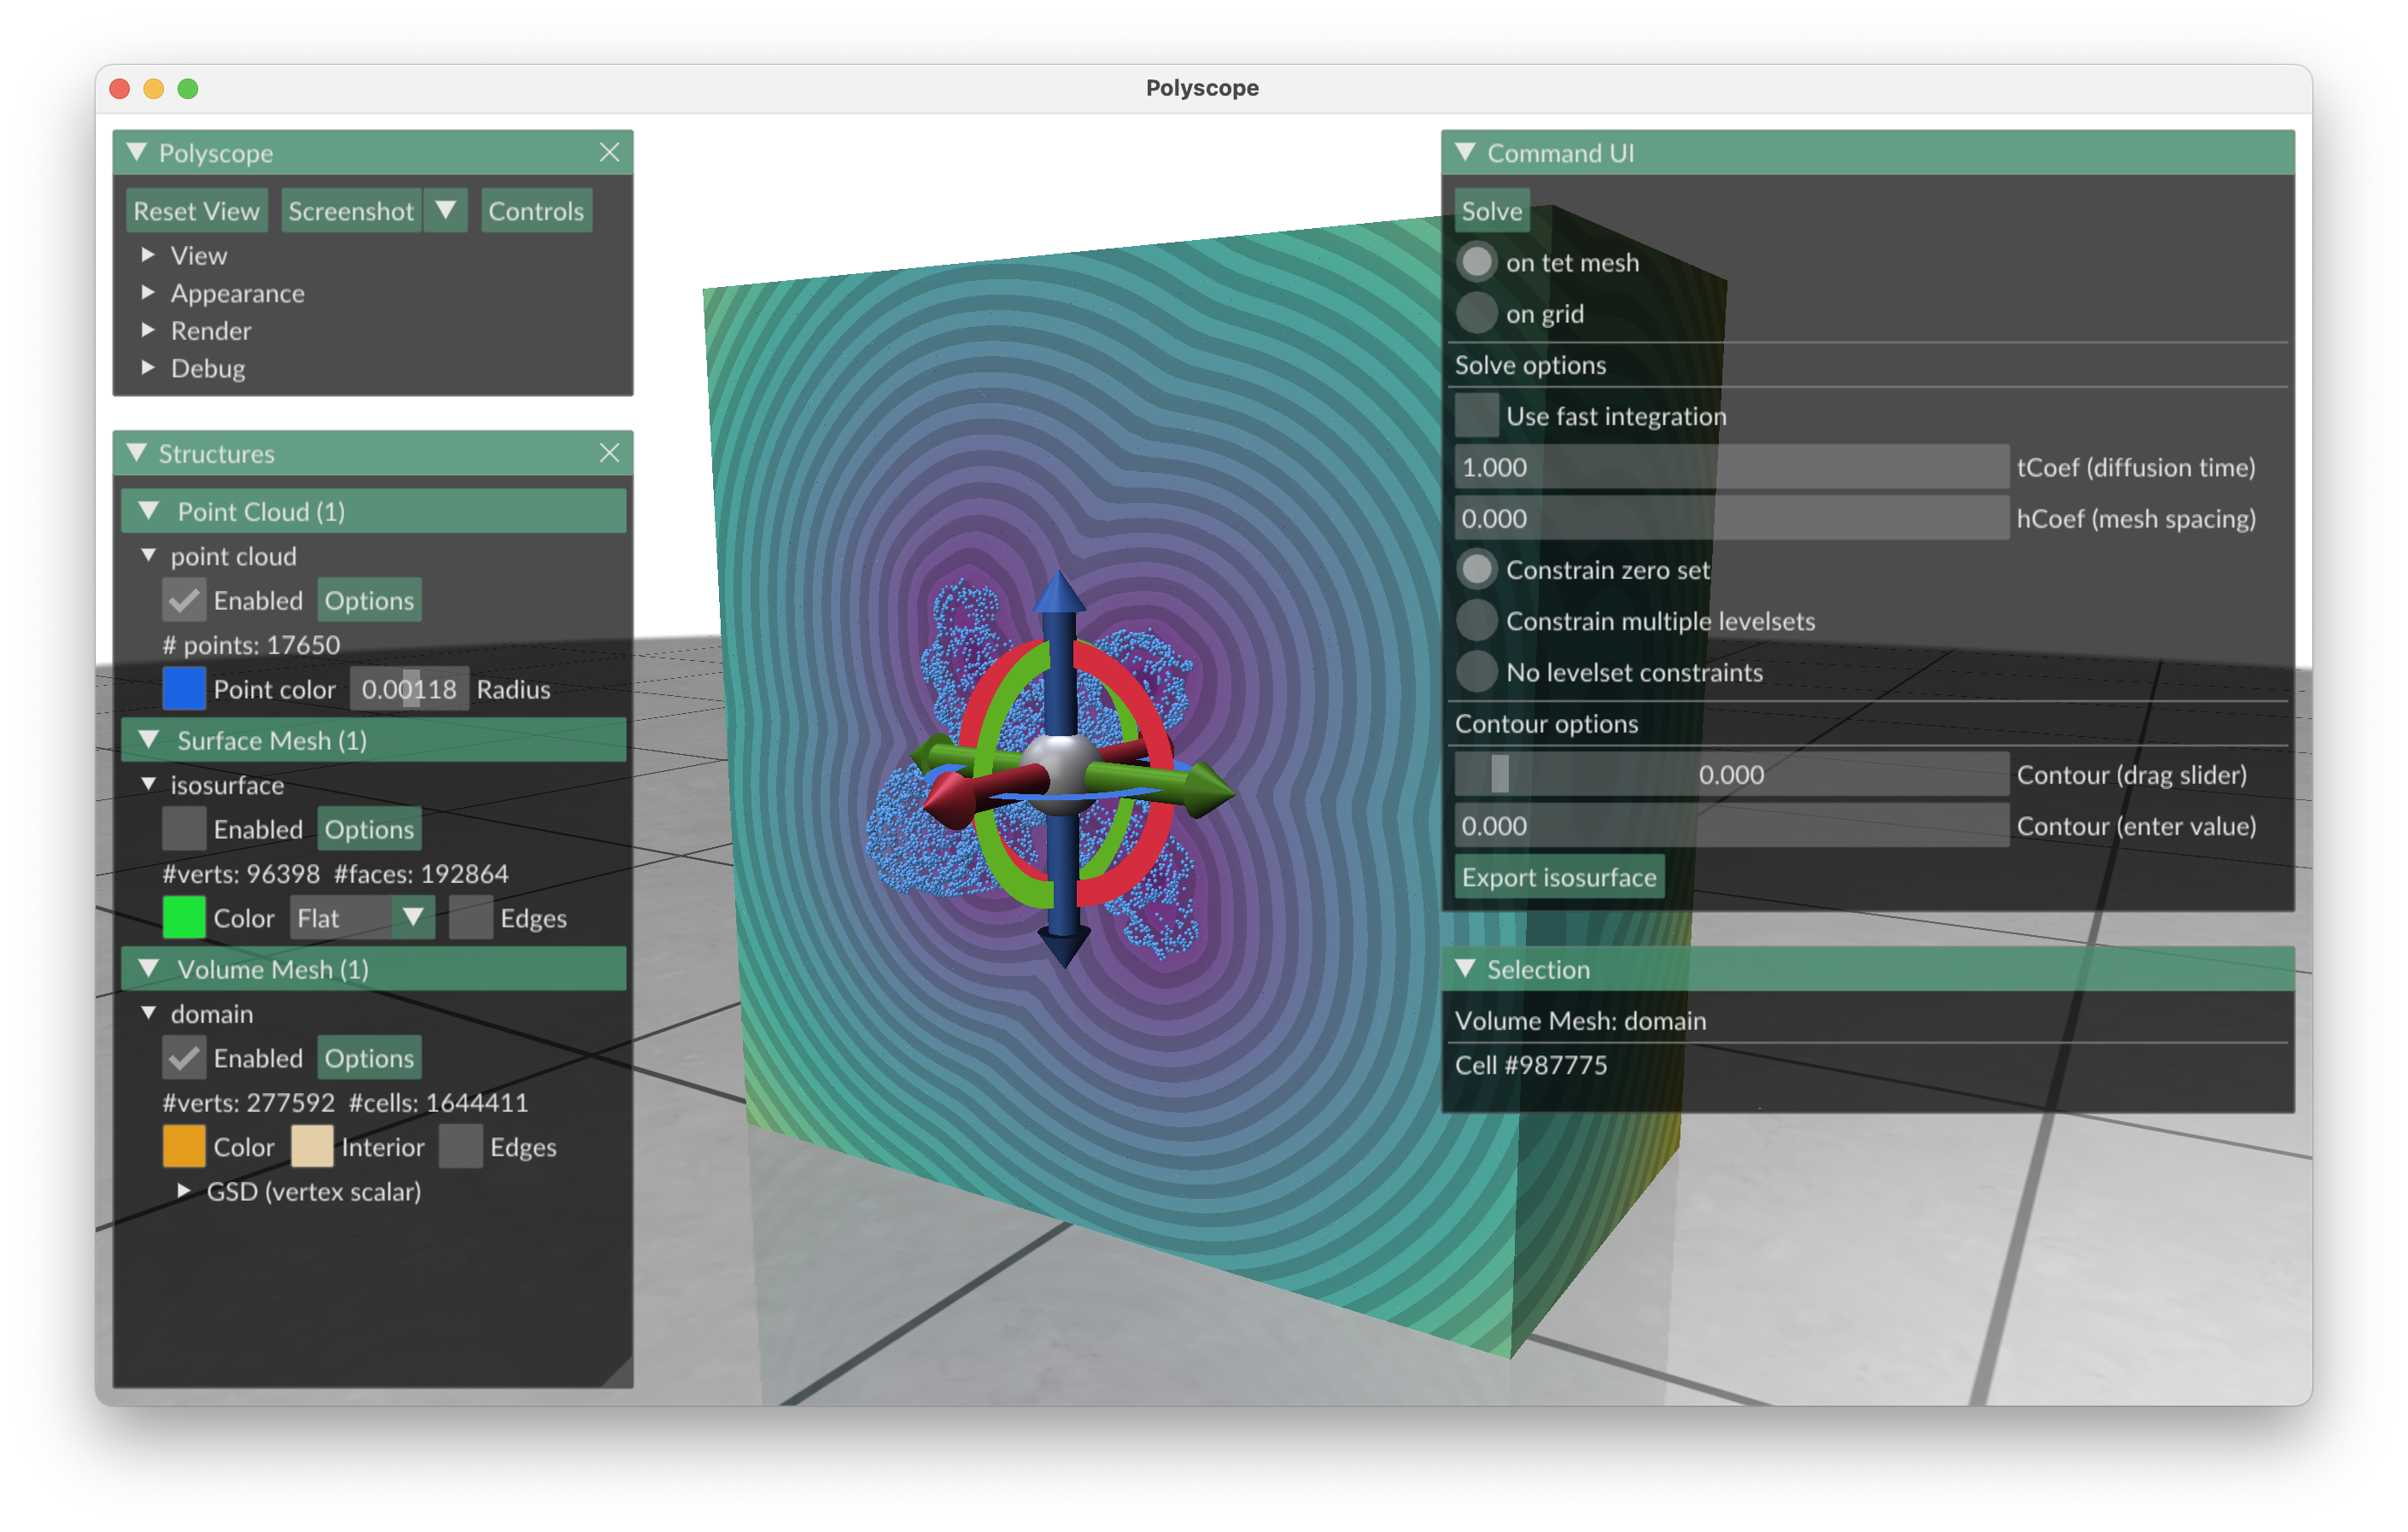 Polyscope
Polyscope
Reset View Screenshot Controls
View
Appearance
Render
Debug
Structures
Point Cloud (1)
point cloud
Enabled Options
# points: 17650
Point color 0.00118 Radius
Surface Mesh (1)
isosurface
Enabled Options
#verts: 96398 #faces: 192864
Color Flat Edges
Volume Mesh (1)
domain
Enabled Options
#verts: 277592 #cells: 1644411
Color Interior Edges
GSD (vertex scalar)
Command UI
Solve
on tet mesh
on grid
Solve options
Use fast integration
1.000 tCoef (diffusion time)
0.000 hCoef (mesh spacing)
Constrain zero set
Constrain multiple levelsets
No levelset constraints
Contour options
0.000 Contour (drag slider)
0.000 Contour (enter value)
Export isosurface
Selection
Volume Mesh: domain
Cell #987775